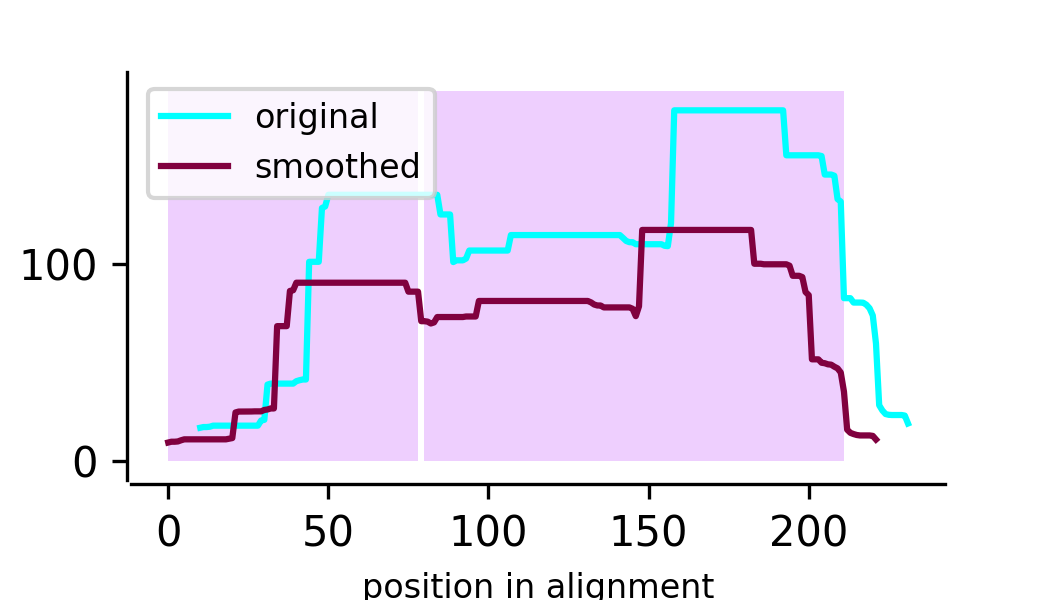 original
smoothed
100
0
0 50 100 150 200
position in alignment